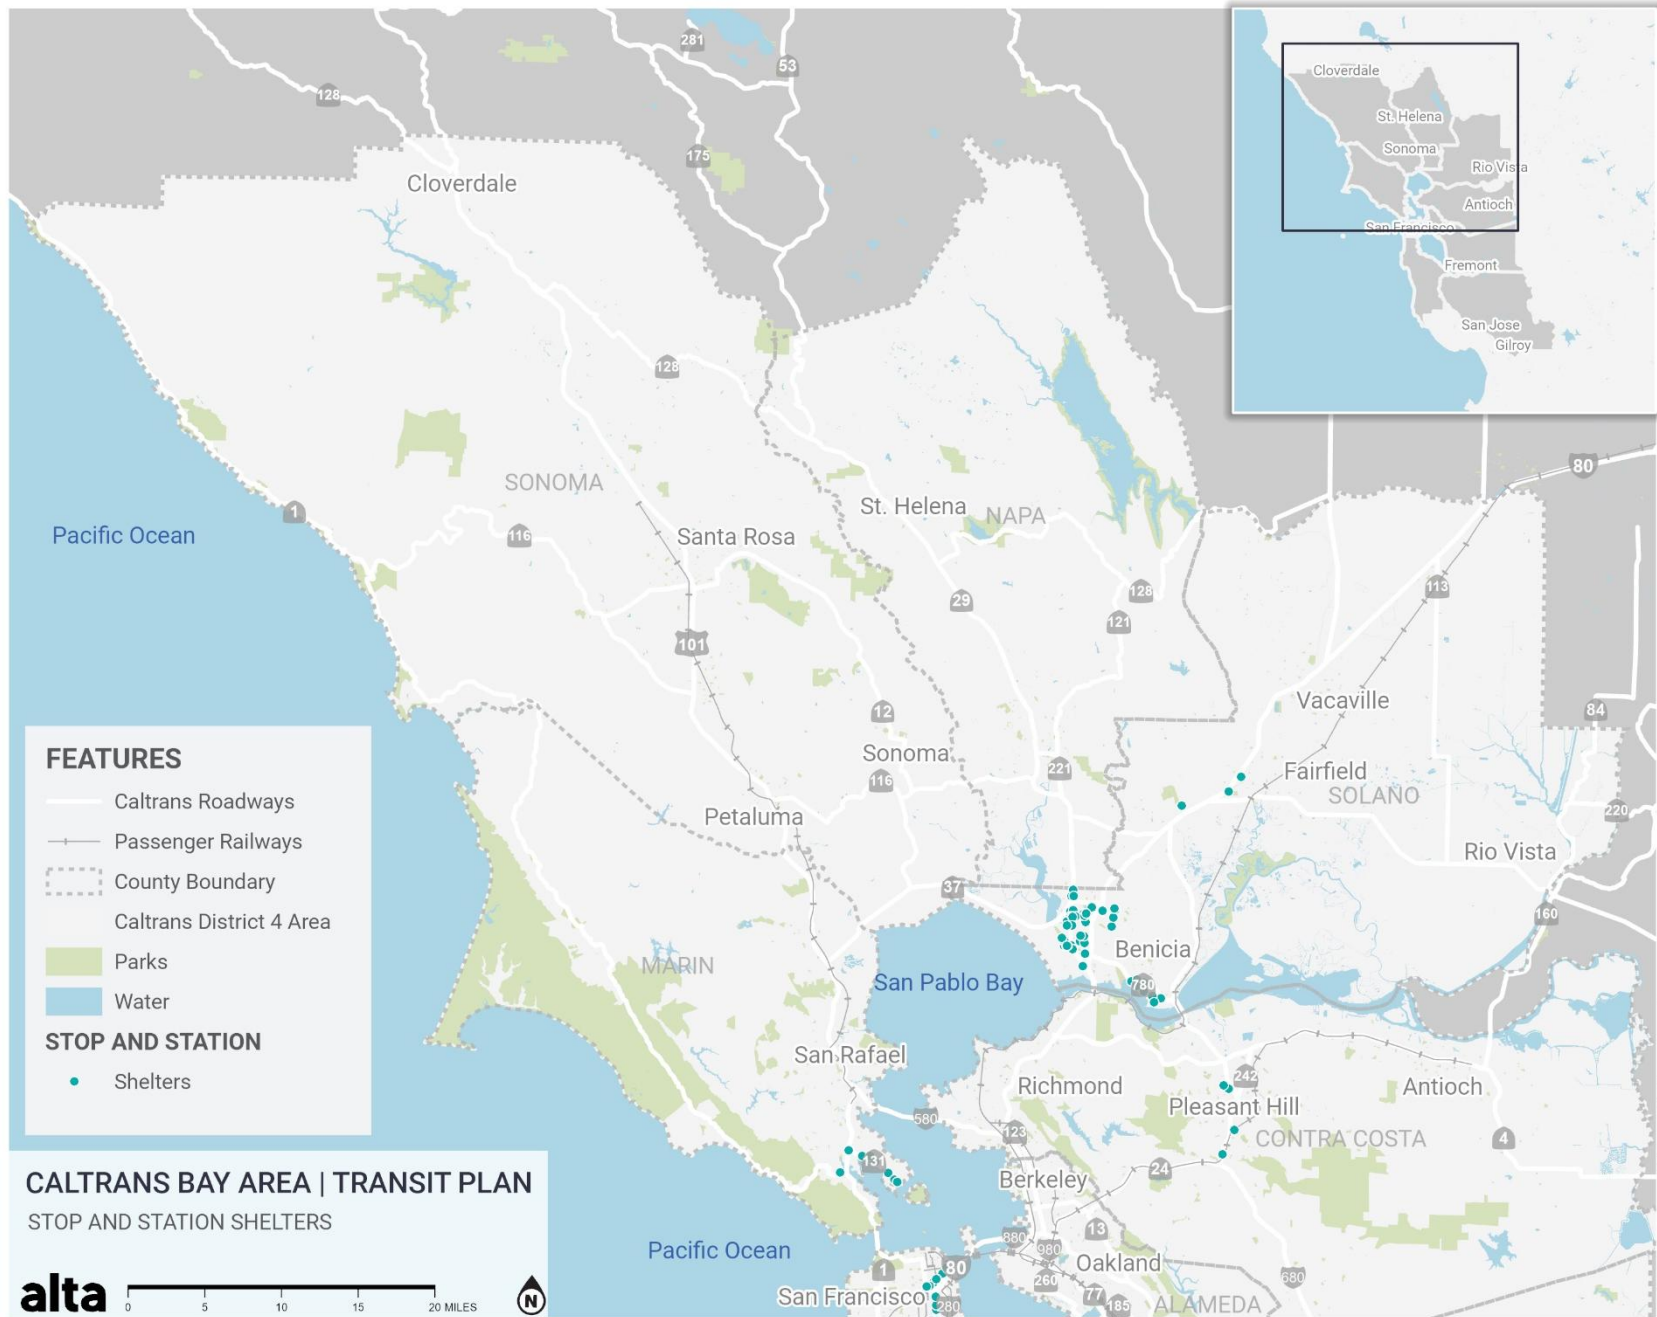 281
53
128
175
Cloverdale
Cloverdale
St. Helena
Sonoma
Rio Vista
Antioch
San Francisco
Fremont
San Jose
Gilroy
128
80
SONOMA
St. Helena
NAPA
1
Pacific Ocean
116
Santa Rosa
29
128
113
121
101
Vacaville
12
84
Sonoma
221
Fairfield
116
SOLANO
Petaluma
220
Rio Vista
37
160
Benicia
MARIN
San Pablo Bay
780
San Rafael
242
Richmond
Antioch
Pleasant Hill
580
123
CONTRA COSTA
4
131
24
Berkeley
13
880
Pacific Ocean
980
1
80
Oakland
260
680
San Francisco
77
280
185
ALAMEDA
FEATURES
Caltrans Roadways
Passenger Railways
County Boundary
Caltrans District 4 Area
Parks
Water
STOP AND STATION
Shelters
CALTRANS BAY AREA | TRANSIT PLAN
STOP AND STATION SHELTERS
alta
0 5 10 15 20 MILES
N